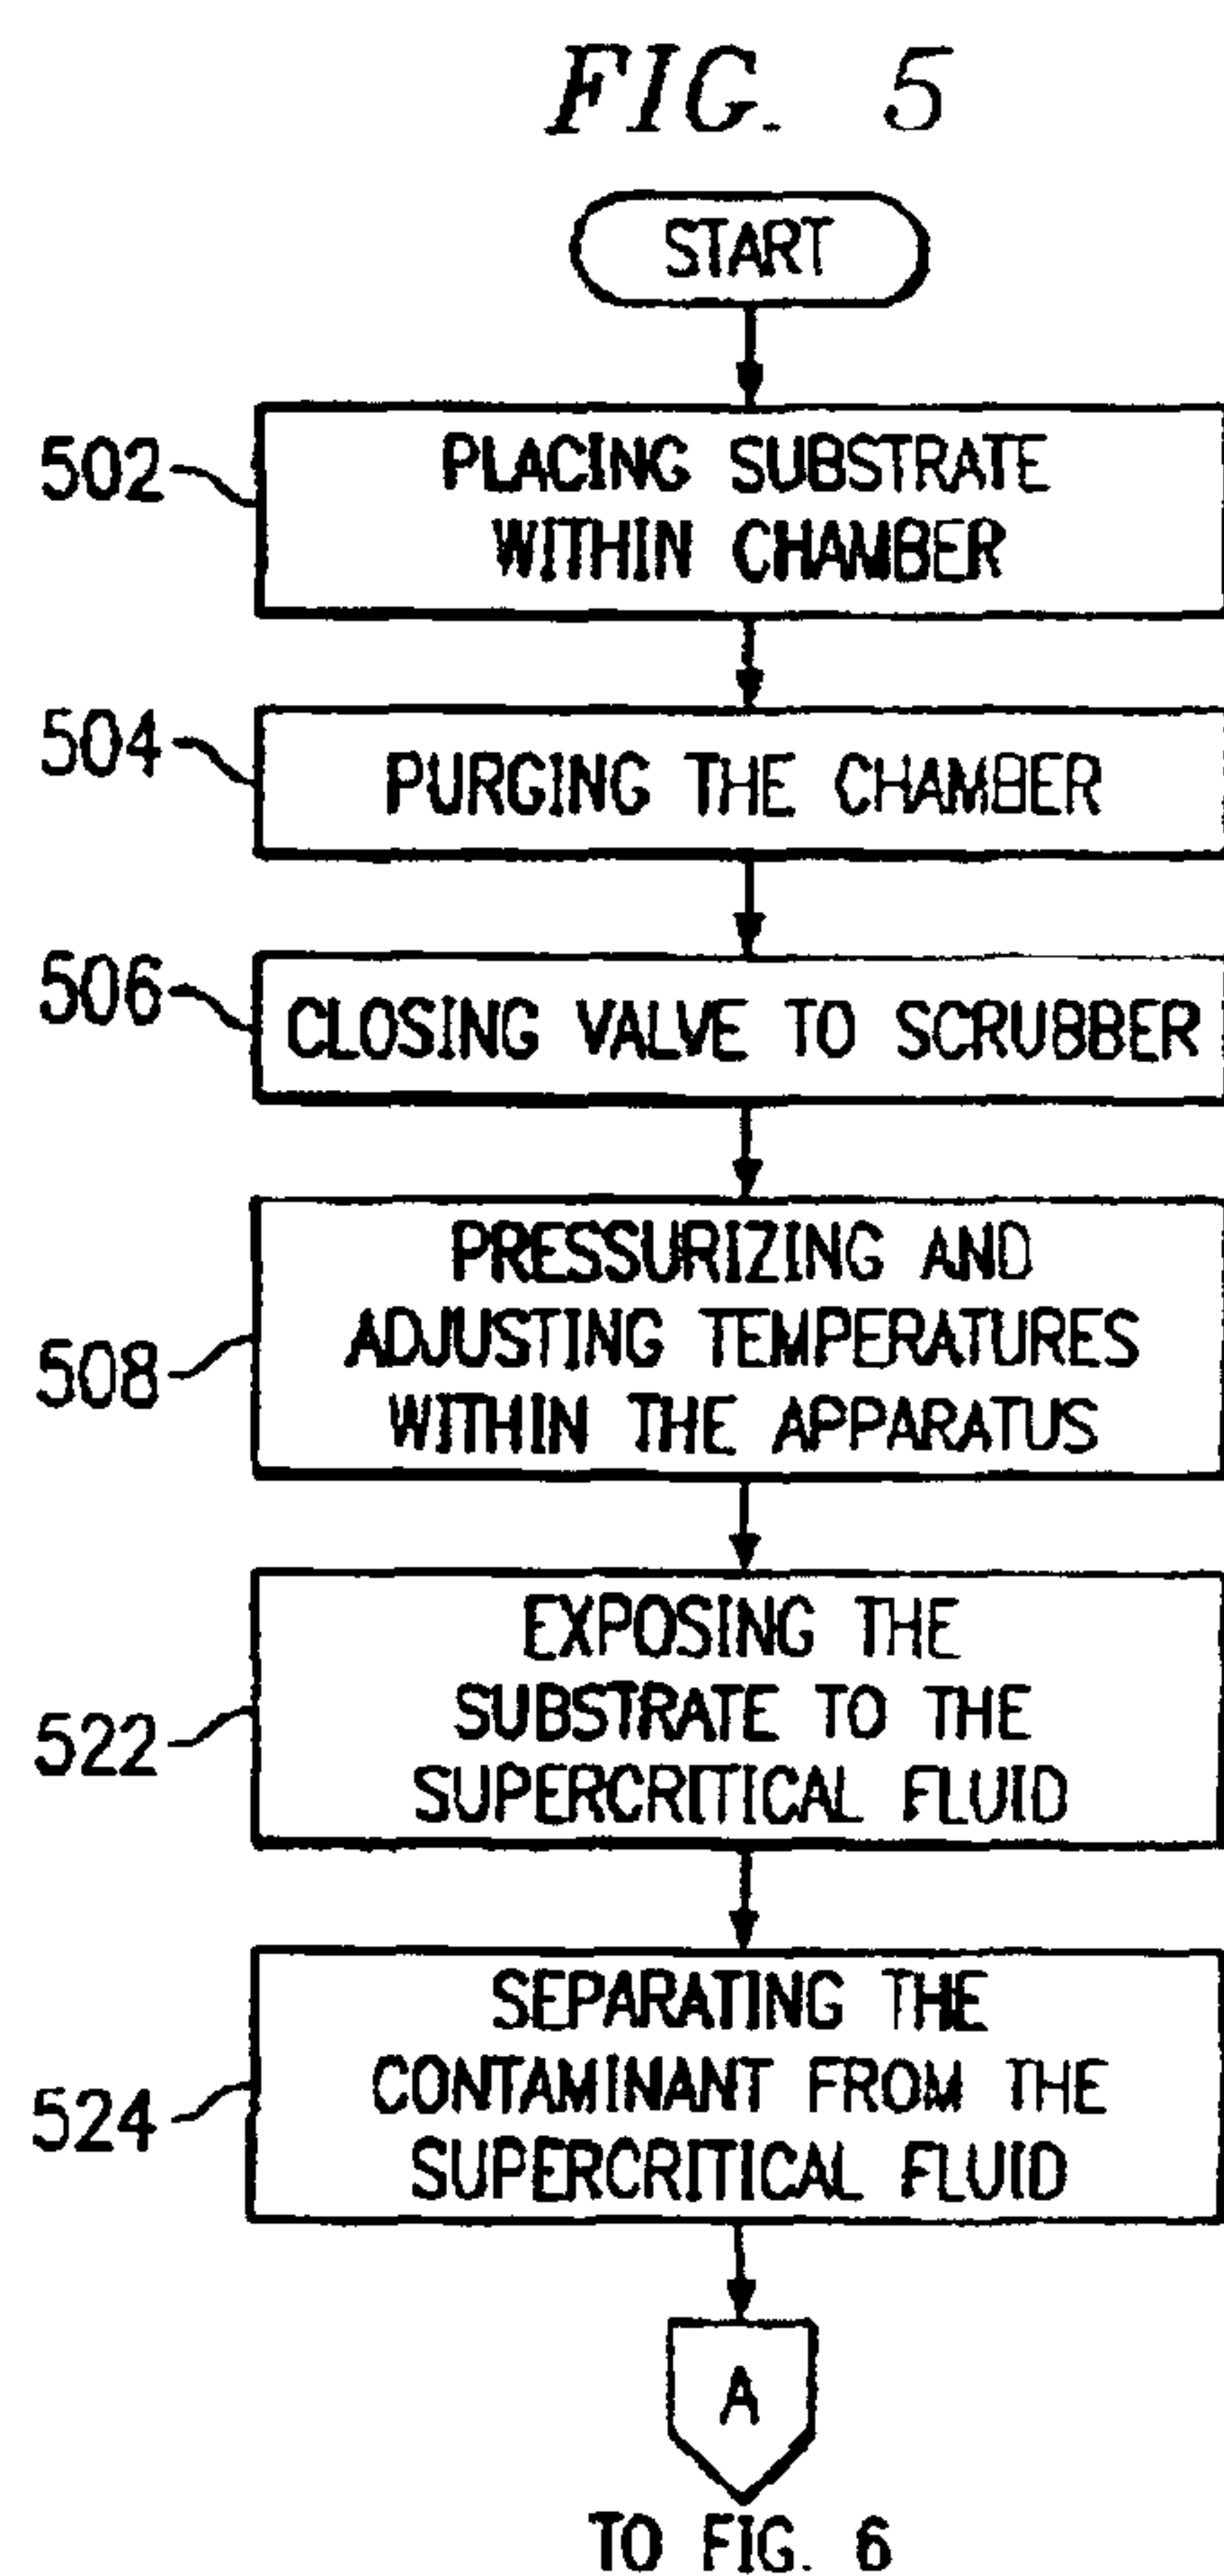 FIG. 5
START
502
PLACING SUBSTRATE
WITHIN CHAMBER
504
PURGING THE CHAMBER
506
CLOSING VALVE TO SCRUBBER
508
PRESSURIZING AND
ADJUSTING TEMPERATURES
WITHIN THE APPARATUS
522
EXPOSING THE
SUBSTRATE TO THE
SUPERCRITICAL FLUID
524
SEPARATING THE
CONTAMINANT FROM THE
SUPERCRITICAL FLUID
A
TO FIG. 6